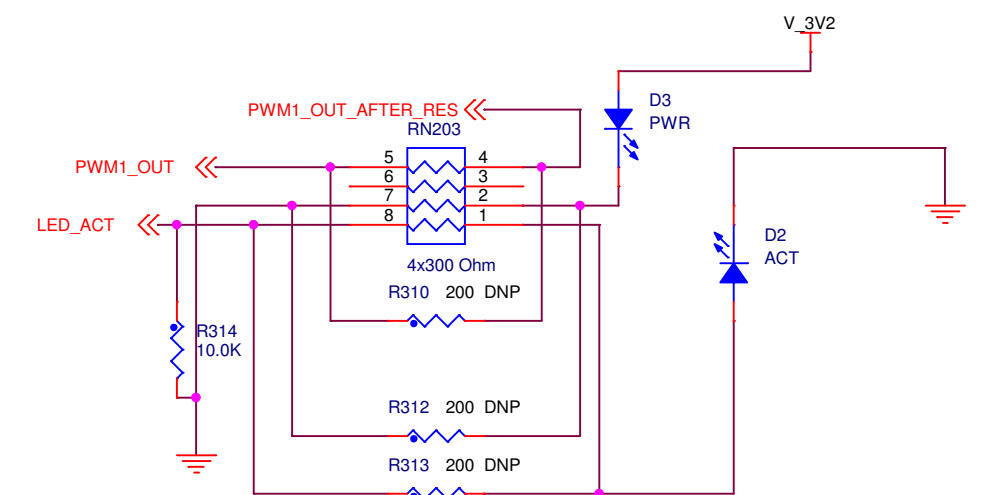 V_3V2
D3
PWR
PWM1_OUT_AFTER_RES
RN203
PWM1_OUT
5
4
6
3
7
2
8
1
LED_ACT
D2
ACT
4x300 Ohm
R310 200 DNP
R314
10.0K
R312 200 DNP
R313 200 DNP